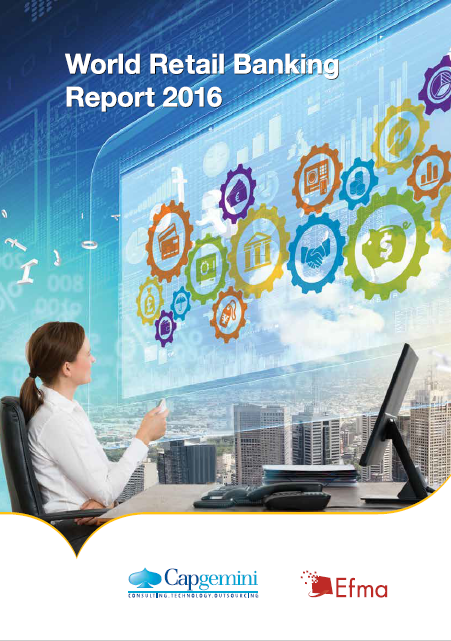 World Retail Banking
Report 2016
Capgemini
CONSULTING.TECHNOLOGY.OUTSOURCING
Efma